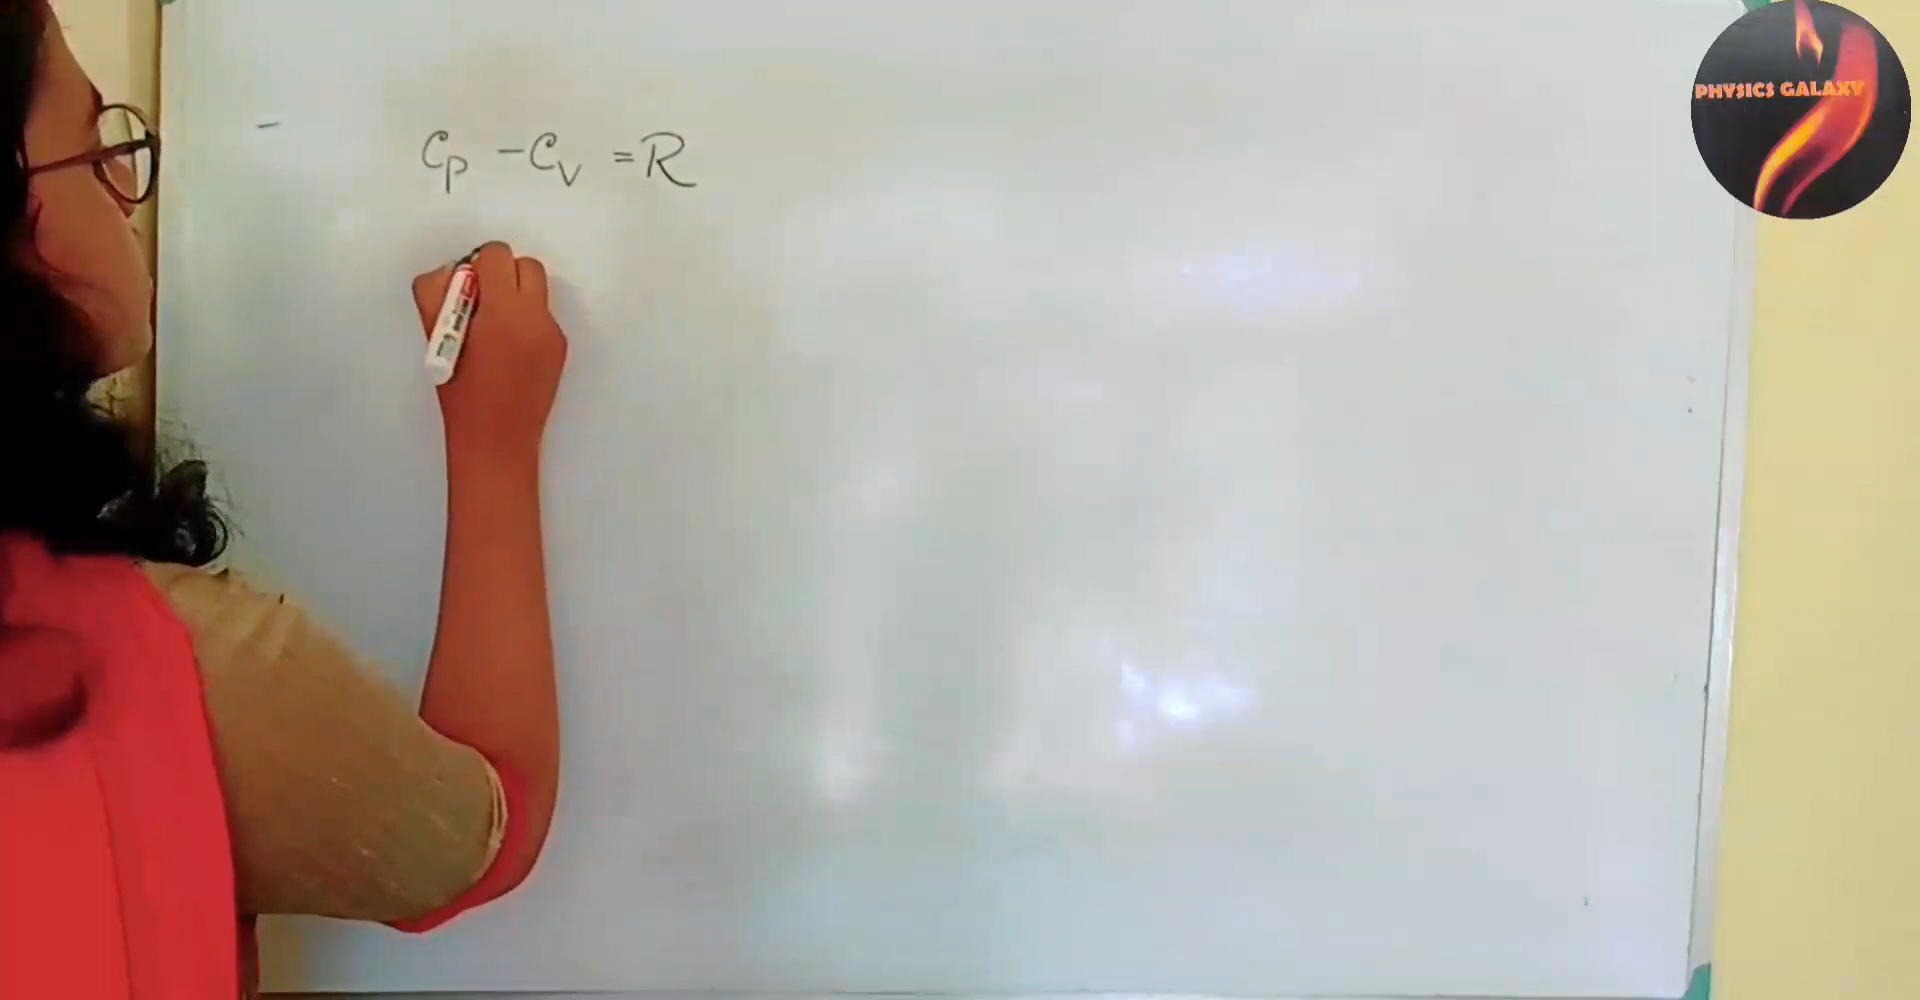 PHYSICS GALAXY
Cp - Cv = R